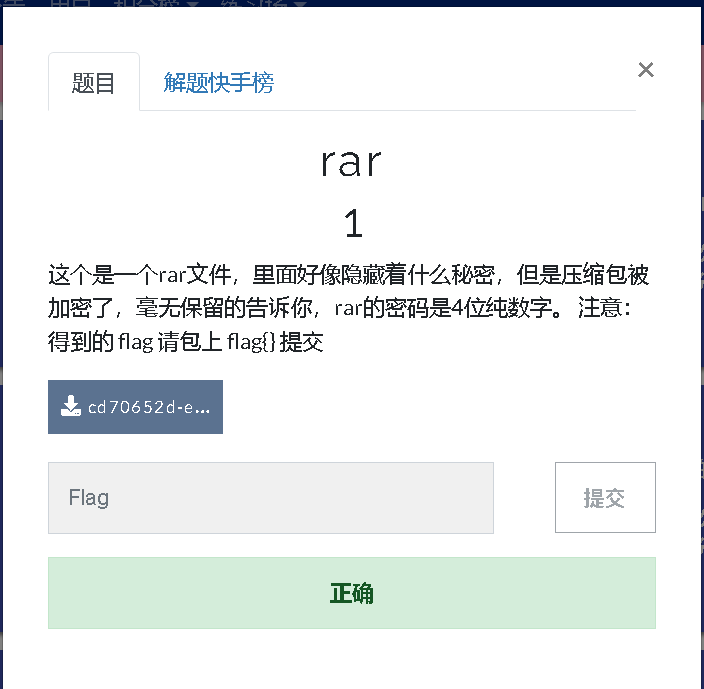 题目 解题快手榜 ×
rar
1
这个是一个rar文件，里面好像隐藏着什么秘密，但是压缩包被
加密了，毫无保留的告诉你，rar的密码是4位纯数字。 注意：
得到的 flag 请包上 flag{} 提交
cd70652d-e...
Flag 提交
正确